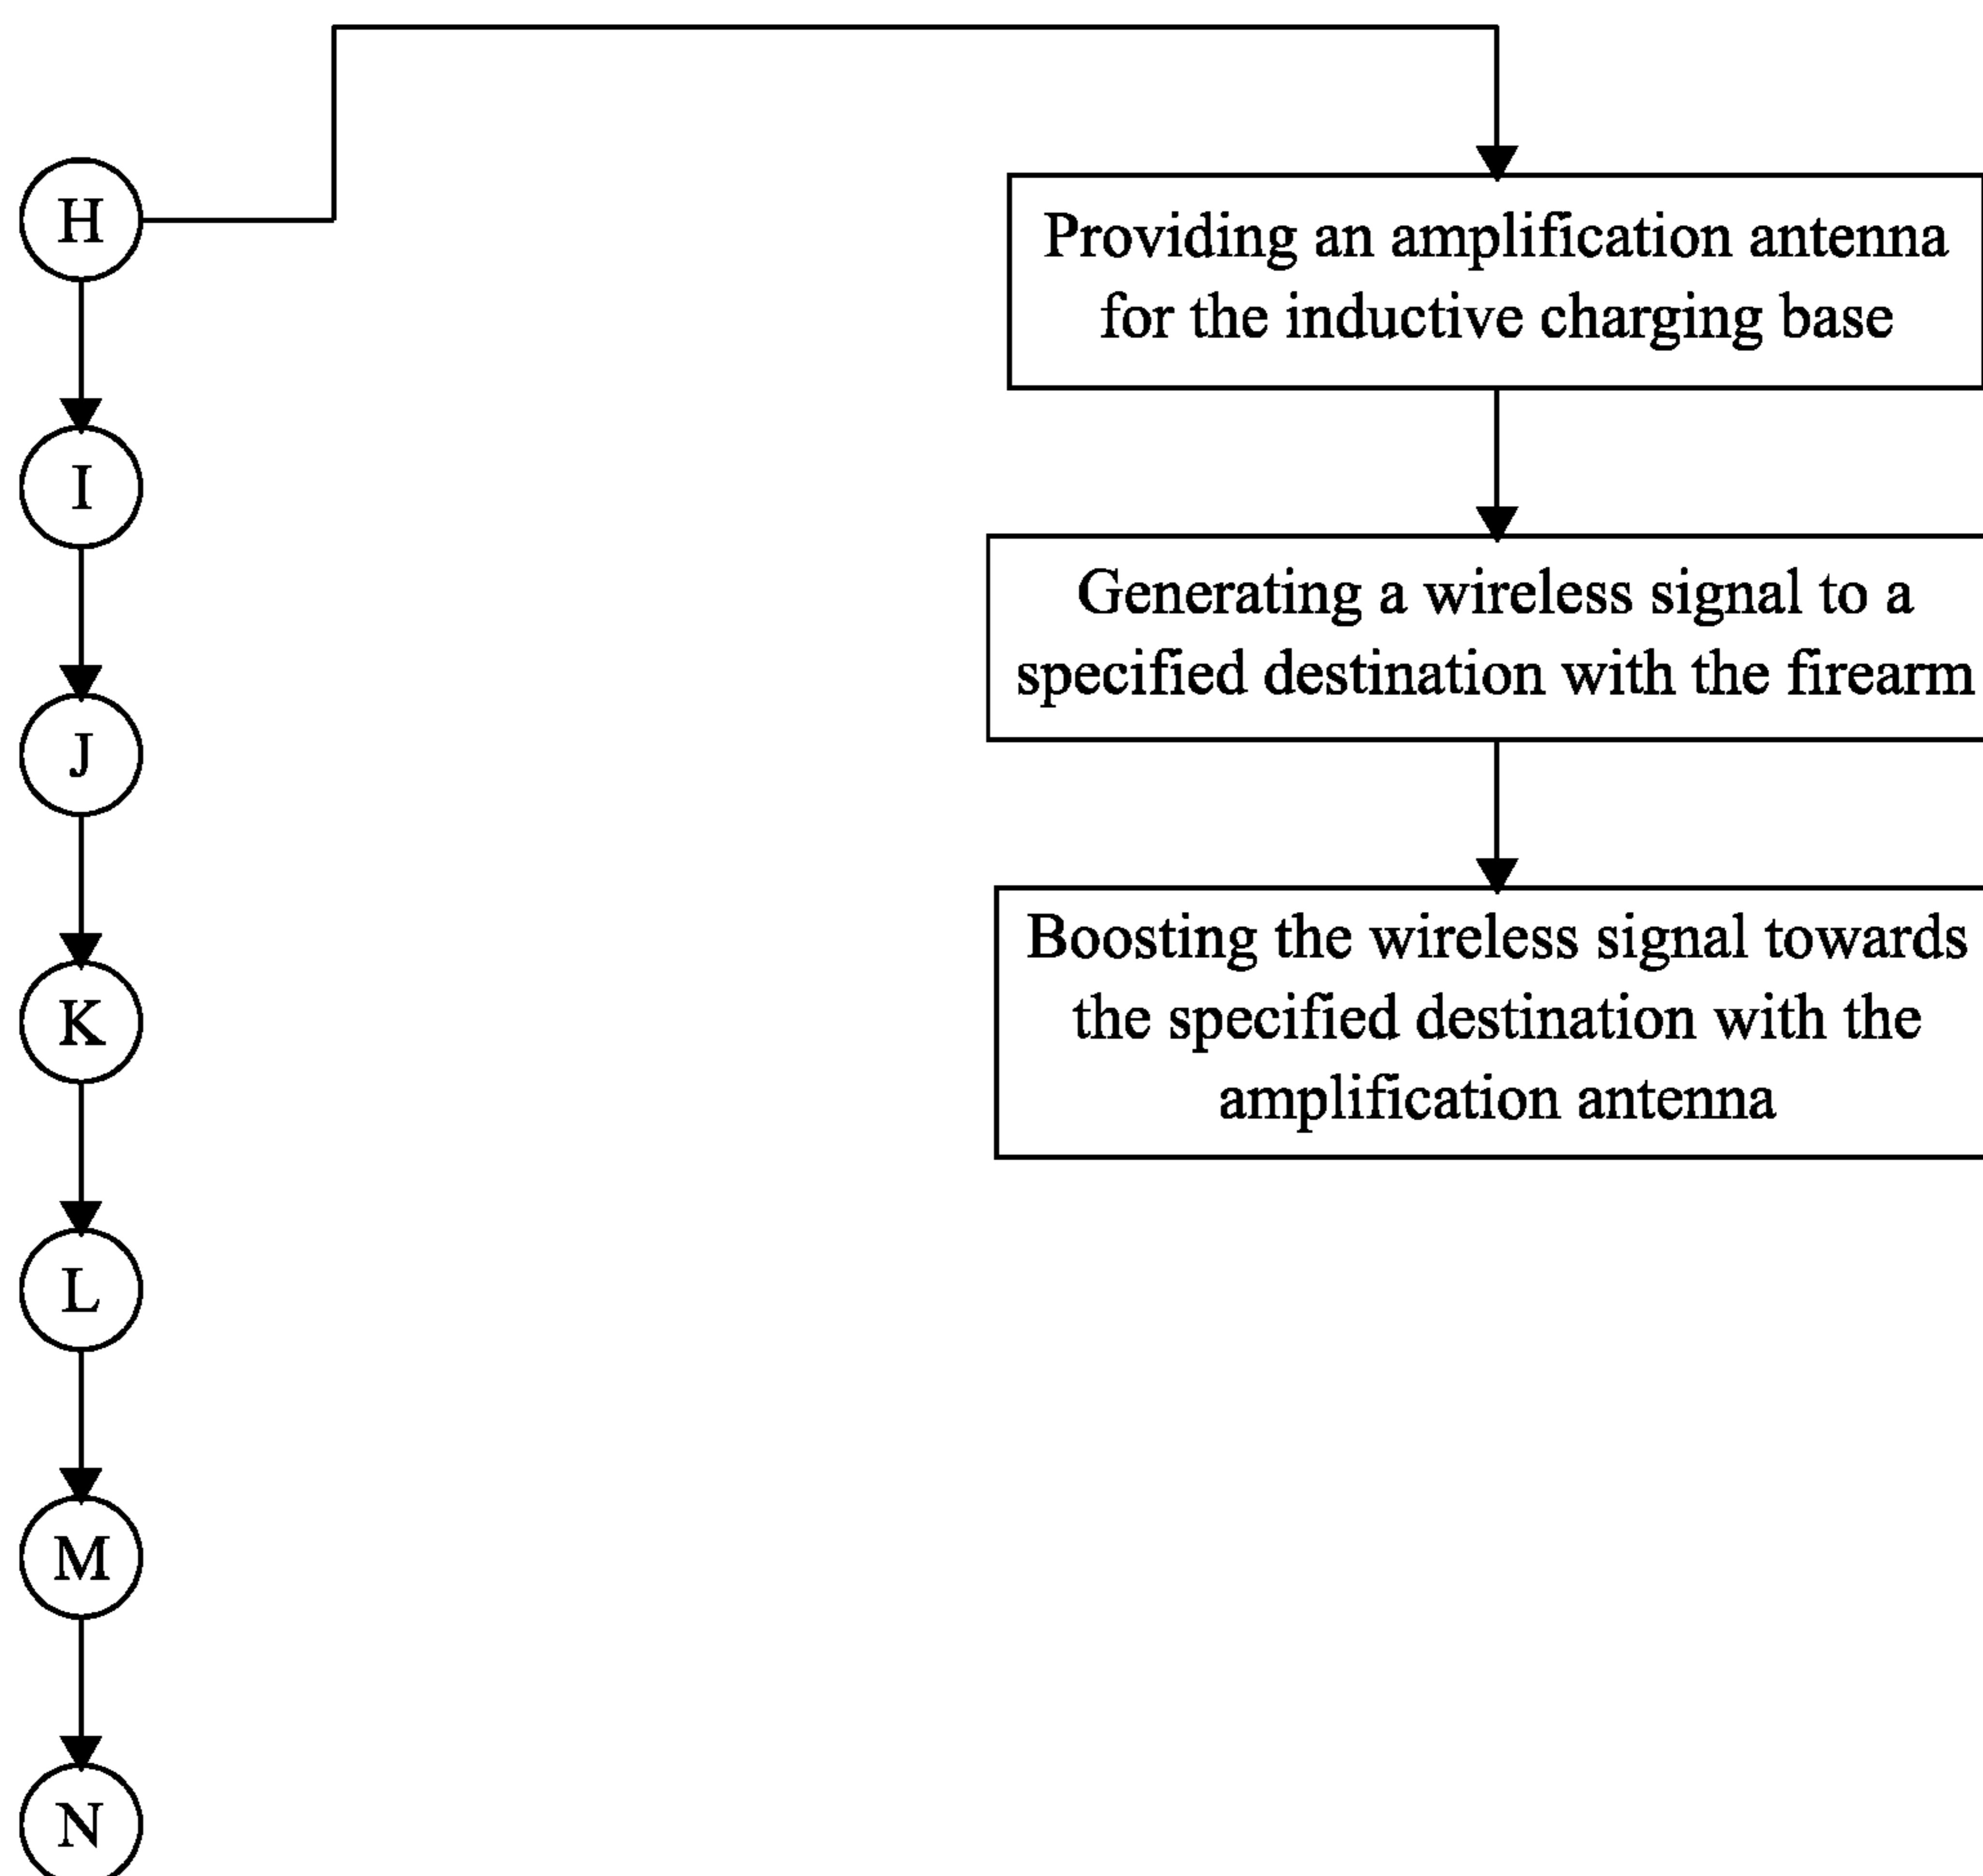 H
Providing an amplification antenna
for the inductive charging base
I
Generating a wireless signal to a
specified destination with the firearm
J
Boosting the wireless signal towards
the specified destination with the
amplification antenna
K
L
M
N